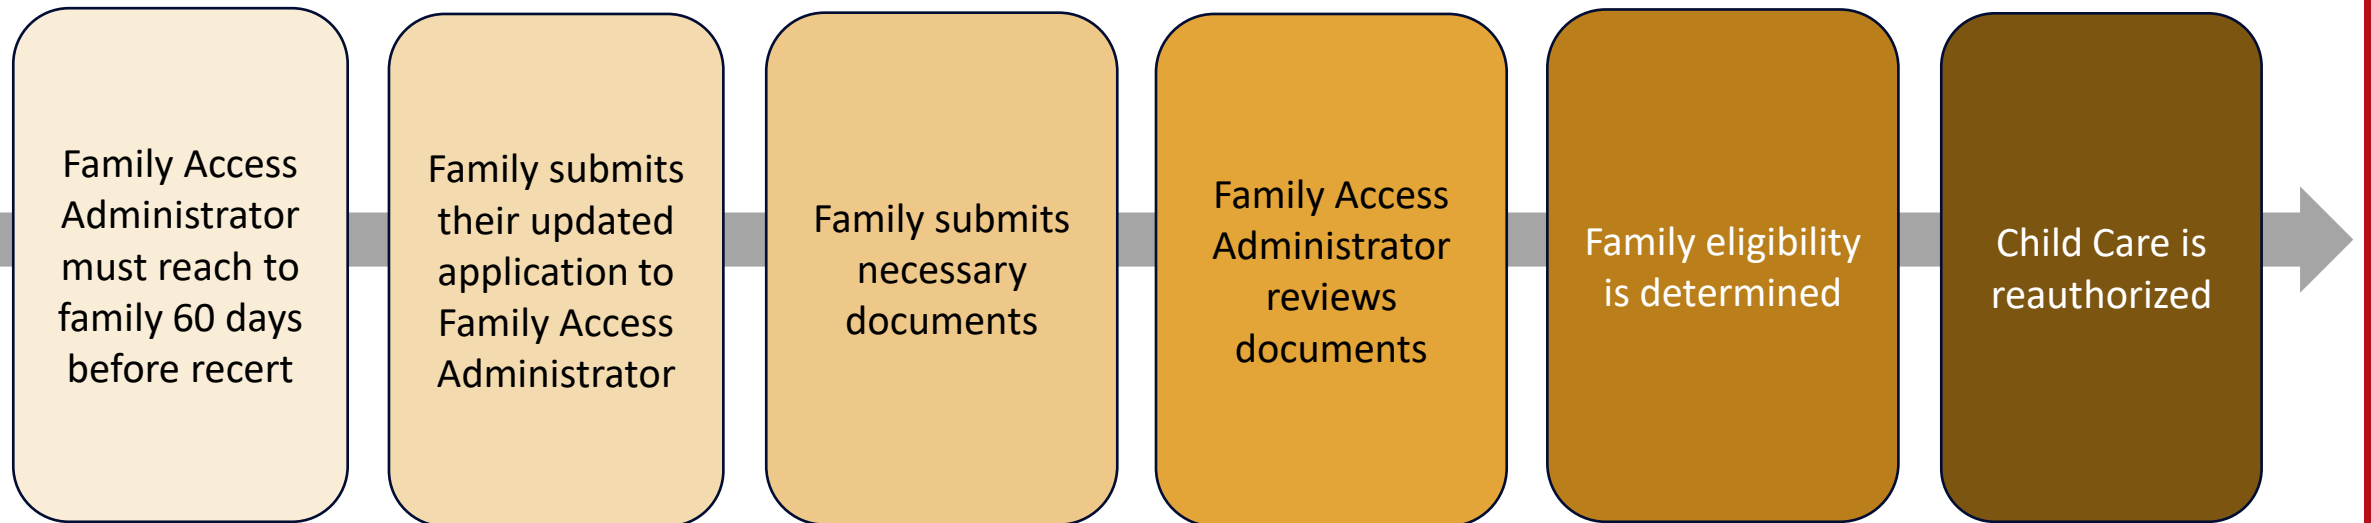 Family Access
Administrator
must reach to
family 60 days
before recert
Family submits
their updated
application to
Family Access
Administrator
Family submits
necessary
documents
Family Access
Administrator
reviews
documents
Family eligibility
is determined
Child Care is
reauthorized